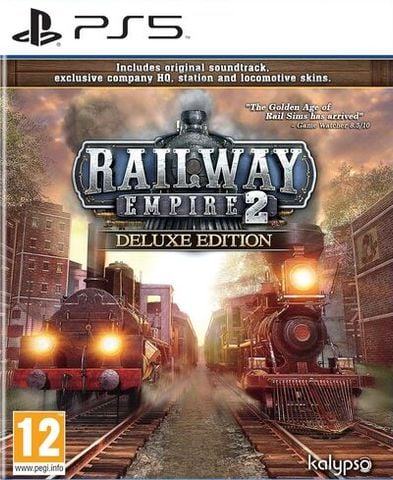 PS5
Includes original soundtrack,
exclusive company HQ, station and locomotive skins.
"The Golden Age of
Rail Sims has arrived"
- Game Watcher 8.5/10
RAILWAY
EMPIRE 2
DELUXE EDITION
12
www.pegi.info
kalypso